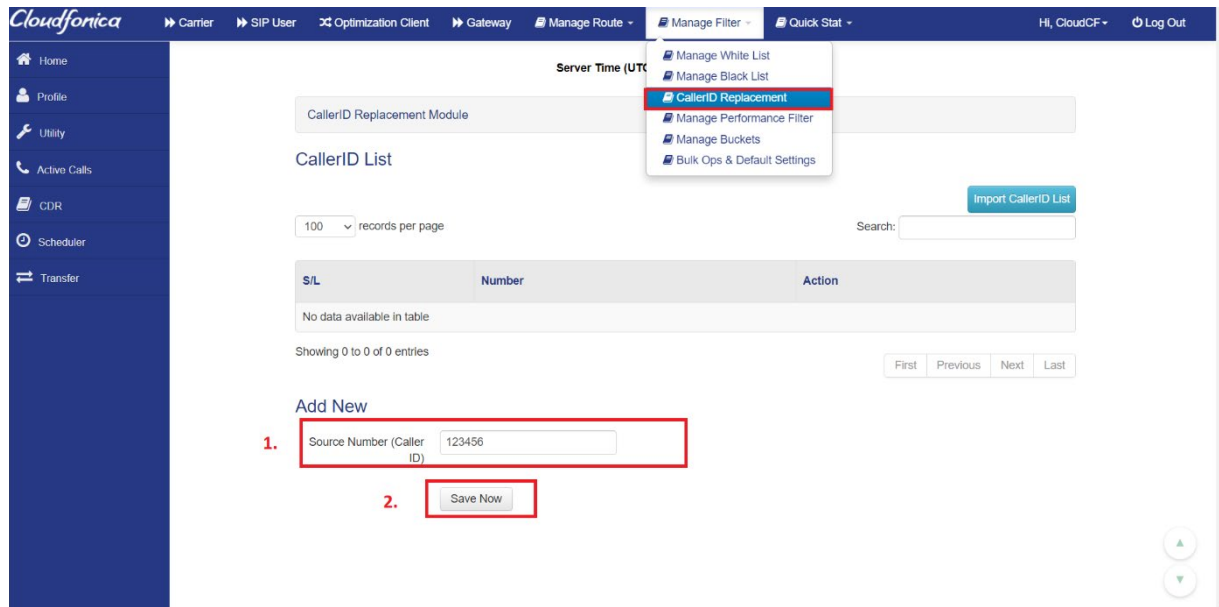 Cloudfonica Carrier SIP User Optimization Client Gateway Manage Route Manage Filter Quick Stat Hi, CloudCF Log Out
Home
Profile
Utility
Active Calls
CDR
Scheduler
Transfer
Server Time (UTC
Manage White List
Manage Black List
CallerID Replacement
Manage Performance Filter
Manage Buckets
Bulk Ops & Default Settings
CallerID Replacement Module
CallerID List
Import CallerID List
100 records per page Search:
S/L Number Action
No data available in table
Showing 0 to 0 of 0 entries
First Previous Next Last
Add New
1. Source Number (Caller 123456
ID)
2. Save Now